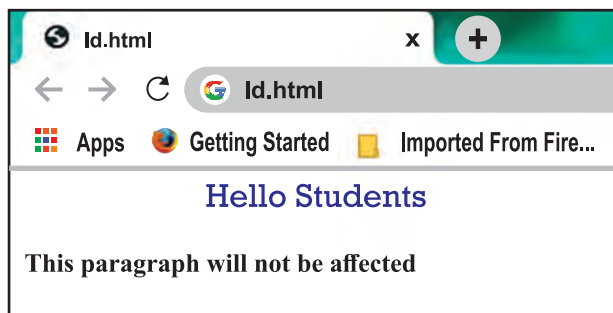 Id.html x +
Id.html
Apps Getting Started Imported From Fire...
Hello Students
This paragraph will not be affected